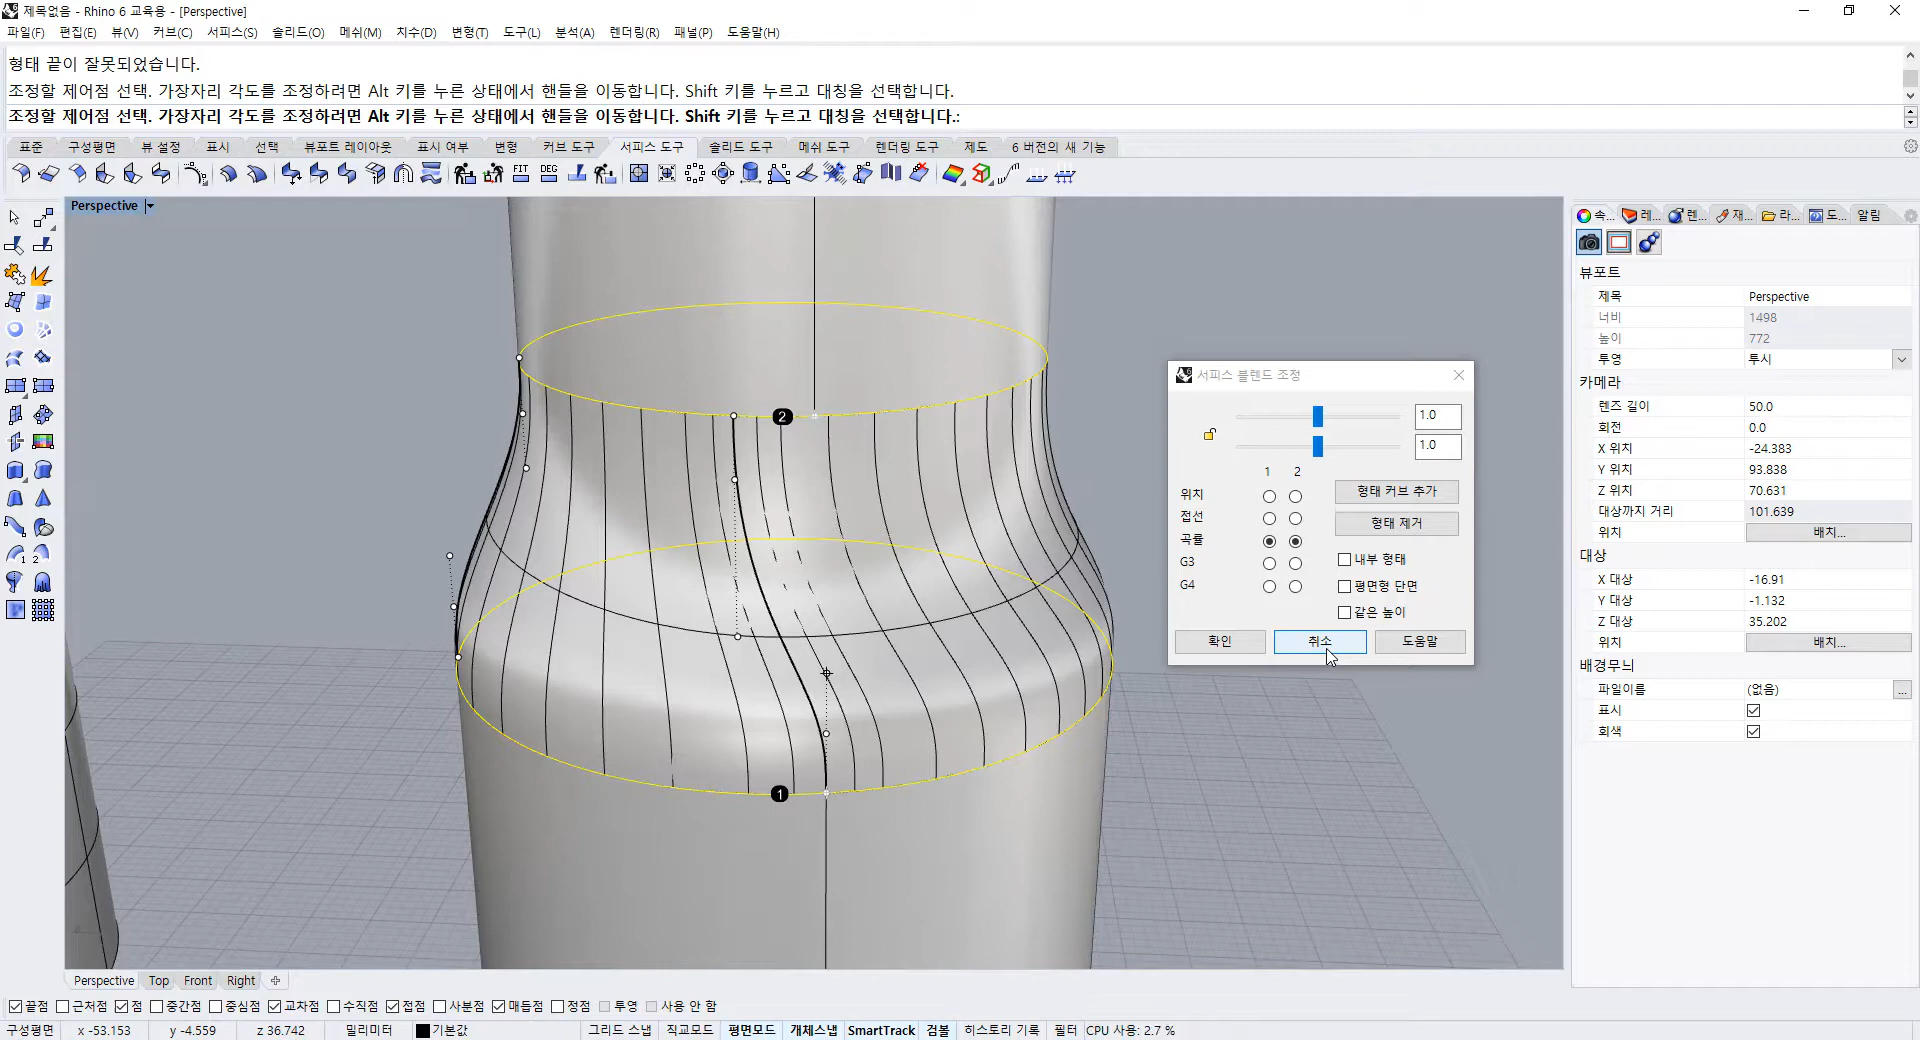 제목없음 - Rhino 6 교육용 - [Perspective]
파일(F) 편집(E) 뷰(V) 커브(C) 서피스(S) 솔리드(O) 메쉬(M) 치수(D) 변형(T) 도구(L) 분석(A) 렌더링(R) 패널(P) 도움말(H)
형태 끝이 잘못되었습니다.
조정할 제어점 선택. 가장자리 각도를 조정하려면 Alt 키를 누른 상태에서 핸들을 이동합니다. Shift 키를 누르고 대칭을 선택합니다.
조정할 제어점 선택. 가장자리 각도를 조정하려면 Alt 키를 누른 상태에서 핸들을 이동합니다. Shift 키를 누르고 대칭을 선택합니다.:
표준 구성평면 뷰 설정 표시 선택 뷰포트 레이아웃 표시 여부 변형 커브 도구 서피스 도구 솔리드 도구 메쉬 도구 렌더링 도구 제도 6 버전의 새 기능
FIT DEG
Perspective
속... 레... 렌... 재... 라... 도... 알림
뷰포트
제목 Perspective
너비 1498
높이 772
투영 투시
카메라
렌즈 길이 50.0
회전 0.0
X 위치 -24.383
Y 위치 93.838
Z 위치 70.631
대상까지 거리 101.639
위치 배치...
대상
X 대상 -16.91
Y 대상 -1.132
Z 대상 35.202
위치 배치...
배경무늬
파일이름 (없음) ...
표시
회색
2
1
서피스 블렌드 조정
1.0
1.0
1 2
위치
접선
곡률
G3
G4
형태 커브 추가
형태 제거
내부 형태
평면형 단면
같은 높이
확인 취소 도움말
Perspective Top Front Right
끝점 근처점 점 중간점 중심점 교차점 수직점 접점 사분점 매듭점 정점 투영 사용 안 함
구성평면 x -53.153 y -4.559 z 36.742 밀리미터 기본값 그리드 스냅 직교모드 평면모드 개체스냅 SmartTrack 검볼 히스토리 기록 필터 CPU 사용: 2.7 %